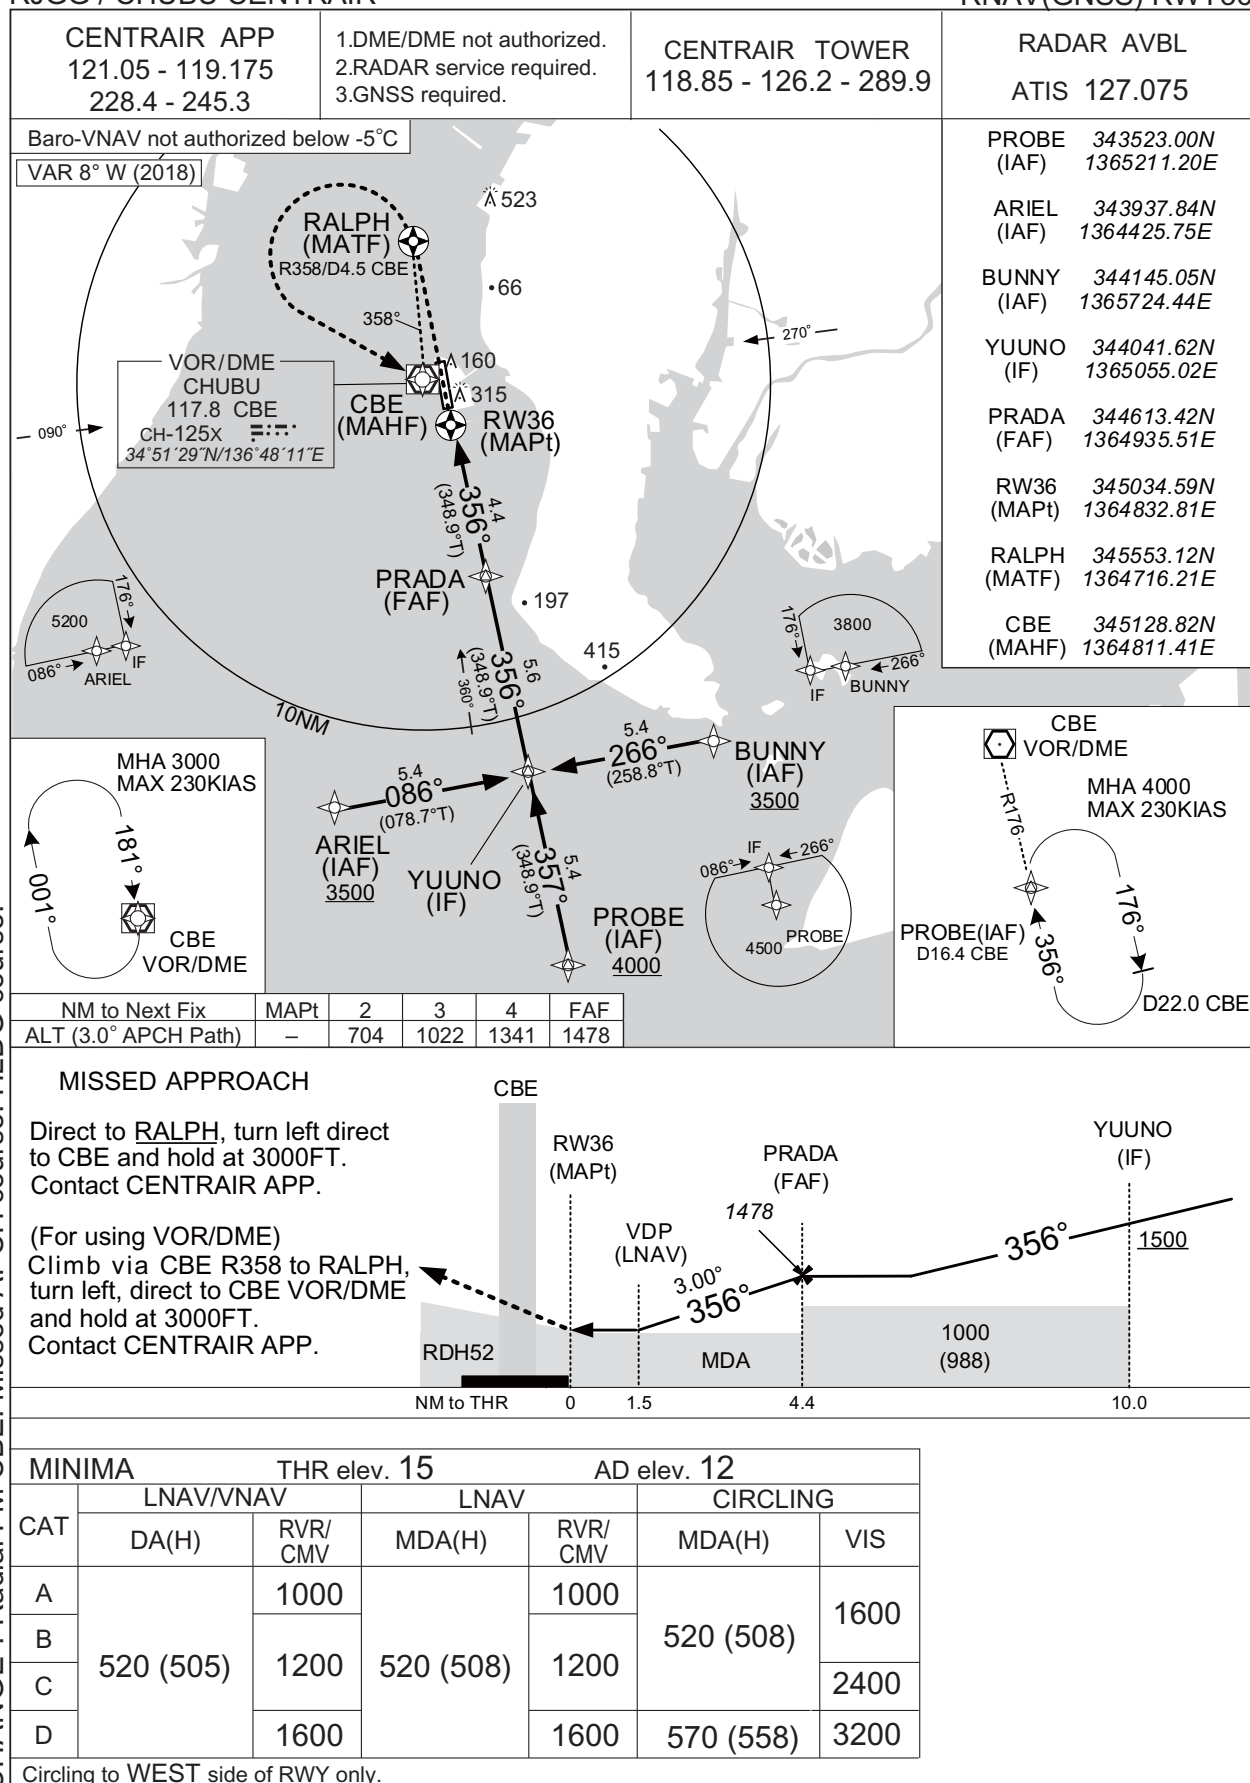 RJGG / CHUBU CENTRAIR
RNAV(GNSS) RWY36
CENTRAIR APP
121.05 - 119.175
228.4 - 245.3
1.DME/DME not authorized.
2.RADAR service required.
3.GNSS required.
CENTRAIR TOWER
118.85 - 126.2 - 289.9
RADAR AVBL
ATIS 127.075
Baro-VNAV not authorized below -5°C
VAR 8° W (2018)
PROBE 343523.00N
(IAF) 1365211.20E
ARIEL 343937.84N
(IAF) 1364425.75E
BUNNY 344145.05N
(IAF) 1365724.44E
YUUNO 344041.62N
(IF) 1365055.02E
PRADA 344613.42N
(FAF) 1364935.51E
RW36 345034.59N
(MAPt) 1364832.81E
RALPH 345553.12N
(MATF) 1364716.21E
CBE 345128.82N
(MAHF) 1364811.41E
523
RALPH
(MATF)
R358/D4.5 CBE
66
358°
270°
VOR/DME
CHUBU
117.8 CBE
CH-125X
34°51′29″N/136°48′11″E
160
315
CBE
(MAHF)
RW36
(MAPt)
090°
4.4
356°
(348.9°T)
PRADA
(FAF)
197
415
5200
176°
086°
IF
ARIEL
3800
176°
266°
IF
BUNNY
5.6
356°
(348.9°T)
360°
10NM
5.4
266°
(258.8°T)
BUNNY
(IAF)
3500
5.4
086°
(078.7°T)
ARIEL
(IAF)
3500
YUUNO
(IF)
5.4
357°
(348.9°T)
PROBE
(IAF)
4000
IF
086°
266°
4500
PROBE
MHA 3000
MAX 230KIAS
181°
001°
CBE
VOR/DME
CBE
VOR/DME
MHA 4000
MAX 230KIAS
R176
176°
PROBE(IAF)
D16.4 CBE
356°
D22.0 CBE
NM to Next Fix MAPt 2 3 4 FAF
ALT (3.0° APCH Path) – 704 1022 1341 1478
MISSED APPROACH
Direct to RALPH, turn left direct
to CBE and hold at 3000FT.
Contact CENTRAIR APP.
(For using VOR/DME)
Climb via CBE R358 to RALPH,
turn left, direct to CBE VOR/DME
and hold at 3000FT.
Contact CENTRAIR APP.
CBE
RW36
(MAPt)
PRADA
(FAF)
YUUNO
(IF)
1478
VDP
(LNAV)
3.00°
356°
356°
1500
1000
(988)
MDA
RDH52
NM to THR 0 1.5 4.4 10.0
MINIMA THR elev. 15 AD elev. 12
CAT LNAV/VNAV LNAV CIRCLING
DA(H) RVR/CMV MDA(H) RVR/CMV MDA(H) VIS
A 520 (505) 1000 520 (508) 1000 520 (508) 1600
B 1200 1200
C 2400
D 1600 1600 570 (558) 3200
Circling to WEST side of RWY only.